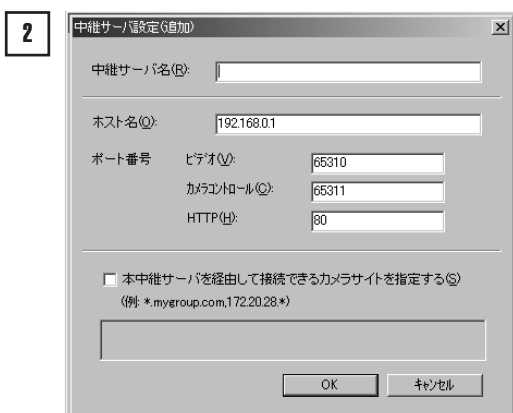 2
中継サーバ設定(追加)
中継サーバ名(R):
ホスト名(O): 192.168.0.1
ポート番号 ビデオ(V): 65310
カメラコントロール(C): 65311
HTTP(H): 80
本中継サーバを経由して接続できるカメラサイトを指定する(S)
(例: *.mygroup.com,172.20.28.*)
OK キャンセル